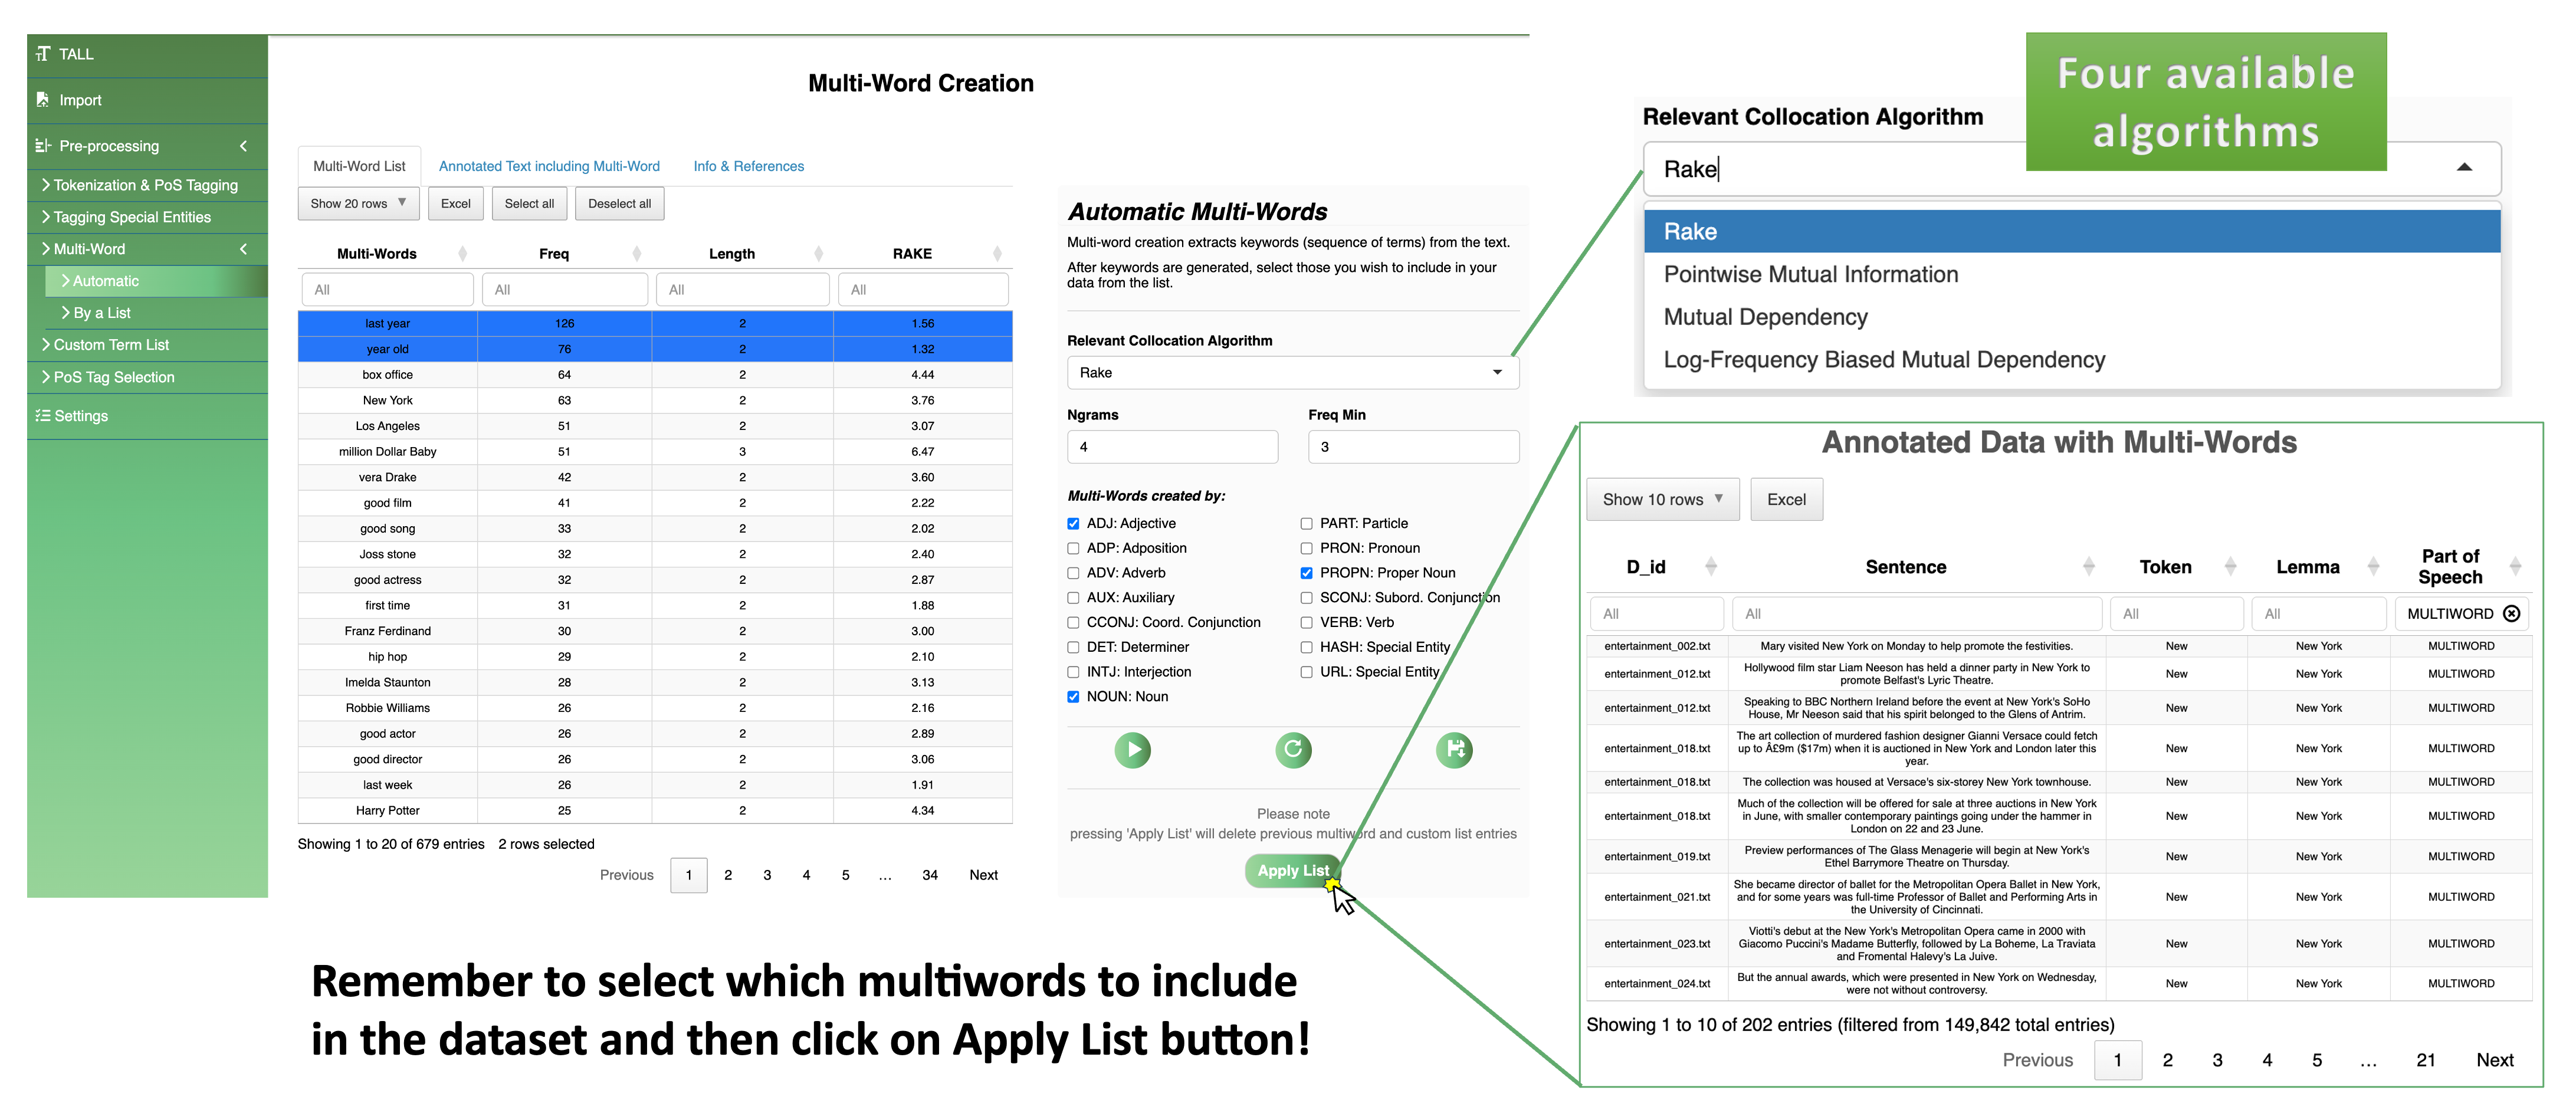 TALL
Import
Pre-processing
Tokenization & PoS Tagging
Tagging Special Entities
Multi-Word
Automatic
By a List
Custom Term List
PoS Tag Selection
Settings
Multi-Word Creation
Multi-Word List Annotated Text including Multi-Word Info & References
Show 20 rows Excel Select all Deselect all
Multi-Words Freq Length RAKE
All All All All
last year 126 2 1.56
year old 76 2 1.32
box office 64 2 4.44
New York 63 2 3.76
Los Angeles 51 2 3.07
million Dollar Baby 51 3 6.47
vera Drake 42 2 3.60
good film 41 2 2.22
good song 33 2 2.02
Joss stone 32 2 2.40
good actress 32 2 2.87
first time 31 2 1.88
Franz Ferdinand 30 2 3.00
hip hop 29 2 2.10
Imelda Staunton 28 2 3.13
Robbie Williams 26 2 2.16
good actor 26 2 2.89
good director 26 2 3.06
last week 26 2 1.91
Harry Potter 25 2 4.34
Showing 1 to 20 of 679 entries 2 rows selected
Previous 1 2 3 4 5 … 34 Next
Automatic Multi-Words
Multi-word creation extracts keywords (sequence of terms) from the text.
After keywords are generated, select those you wish to include in your
data from the list.
Relevant Collocation Algorithm
Rake
Ngrams Freq Min
4 3
Multi-Words created by:
ADJ: Adjective PART: Particle
ADP: Adposition PRON: Pronoun
ADV: Adverb PROPN: Proper Noun
AUX: Auxiliary SCONJ: Subord. Conjunction
CCONJ: Coord. Conjunction VERB: Verb
DET: Determiner HASH: Special Entity
INTJ: Interjection URL: Special Entity
NOUN: Noun
Please note
pressing 'Apply List' will delete previous multiword and custom list entries
Apply List
Remember to select which multiwords to include
in the dataset and then click on Apply List button!
Four available
algorithms
Relevant Collocation Algorithm
Rake
Rake
Pointwise Mutual Information
Mutual Dependency
Log-Frequency Biased Mutual Dependency
Annotated Data with Multi-Words
Show 10 rows Excel
D_id Sentence Token Lemma Part of
Speech
All All All All MULTIWORD
entertainment_002.txt Mary visited New York on Monday to help promote the festivities. New New York MULTIWORD
Hollywood film star Liam Neeson has held a dinner party in New York to
entertainment_012.txt promote Belfast's Lyric Theatre. New New York MULTIWORD
Speaking to BBC Northern Ireland before the event at New York's SoHo
entertainment_012.txt House, Mr Neeson said that his spirit belonged to the Glens of Antrim. New New York MULTIWORD
The art collection of murdered fashion designer Gianni Versace could fetch
entertainment_018.txt up to Â£9m ($17m) when it is auctioned in New York and London later this New New York MULTIWORD
year.
entertainment_018.txt The collection was housed at Versace's six-storey New York townhouse. New New York MULTIWORD
Much of the collection will be offered for sale at three auctions in New York
entertainment_018.txt in June, with smaller contemporary paintings going under the hammer in New New York MULTIWORD
London on 22 and 23 June.
Preview performances of The Glass Menagerie will begin at New York's
entertainment_019.txt Ethel Barrymore Theatre on Thursday. New New York MULTIWORD
She became director of ballet for the Metropolitan Opera Ballet in New York,
entertainment_021.txt and for some years was full-time Professor of Ballet and Performing Arts in New New York MULTIWORD
the University of Cincinnati.
Viotti's debut at the New York's Metropolitan Opera came in 2000 with
entertainment_023.txt Giacomo Puccini's Madame Butterfly, followed by La Boheme, La Traviata New New York MULTIWORD
and Fromental Halevy's La Juive.
But the annual awards, which were presented in New York on Wednesday,
entertainment_024.txt were not without controversy. New New York MULTIWORD
Showing 1 to 10 of 202 entries (filtered from 149,842 total entries)
Previous 1 2 3 4 5 … 21 Next